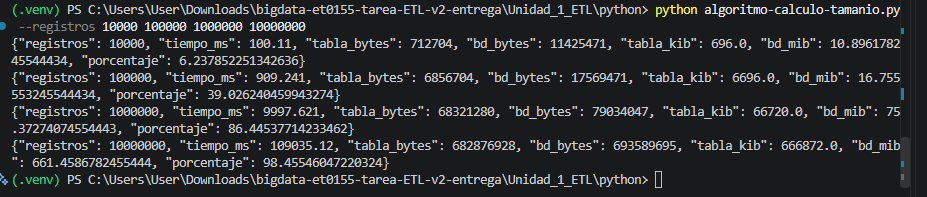 (.venv) PS C:\Users\User\Downloads\bigdata-et0155-tarea-ETL-v2-entrega\Unidad_1_ETL\python> python algoritmo-calculo-tamanio.py
--registros 10000 100000 1000000 10000000
{"registros": 10000, "tiempo_ms": 100.11, "tabla_bytes": 712704, "bd_bytes": 11425471, "tabla_kib": 696.0, "bd_mib": 10.8961782
45544434, "porcentaje": 6.237852251342636}
{"registros": 100000, "tiempo_ms": 909.241, "tabla_bytes": 6856704, "bd_bytes": 17569471, "tabla_kib": 6696.0, "bd_mib": 16.755
553245544434, "porcentaje": 39.026240459943274}
{"registros": 1000000, "tiempo_ms": 9997.621, "tabla_bytes": 68321280, "bd_bytes": 79034047, "tabla_kib": 66720.0, "bd_mib": 75
.37274074554443, "porcentaje": 86.44537714233462}
{"registros": 10000000, "tiempo_ms": 109035.12, "tabla_bytes": 682876928, "bd_bytes": 693589695, "tabla_kib": 666872.0, "bd_mib
": 661.4586782455444, "porcentaje": 98.45546047220324}
(.venv) PS C:\Users\User\Downloads\bigdata-et0155-tarea-ETL-v2-entrega\Unidad_1_ETL\python>